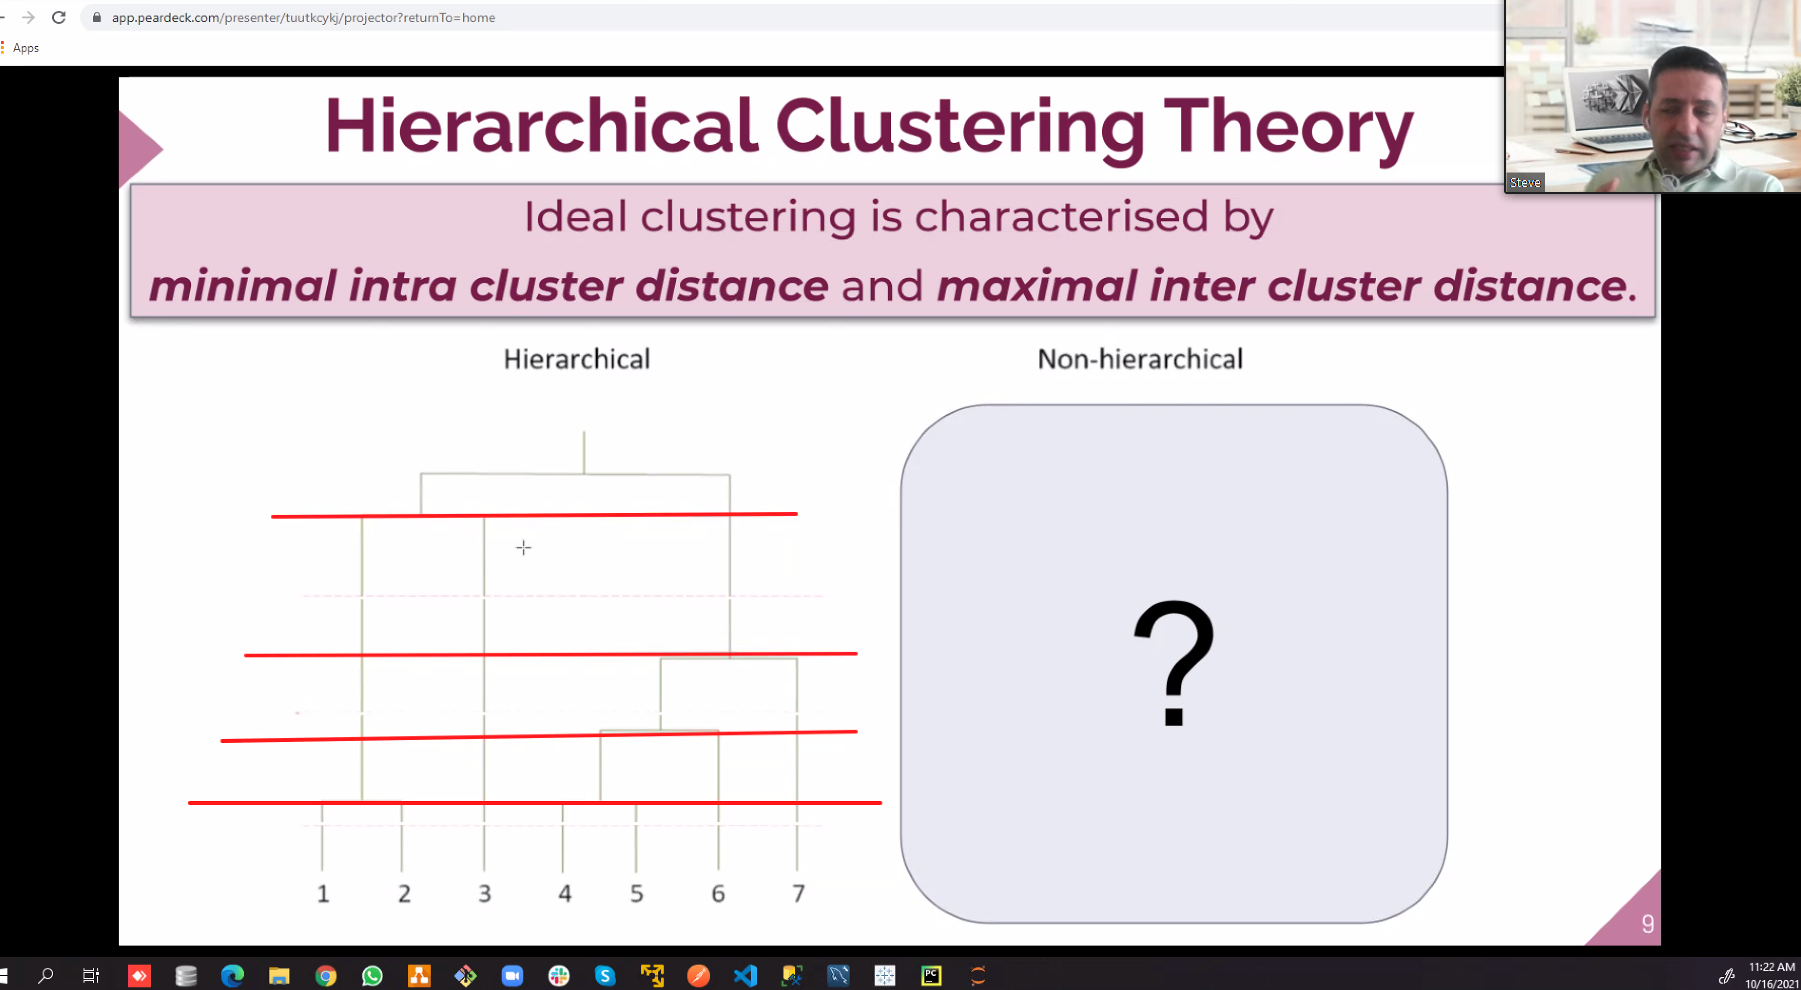 app.peardeck.com/presenter/tuutkcykj/projector?returnTo=home
Apps
Steve
Hierarchical Clustering Theory
Ideal clustering is characterised by
minimal intra cluster distance and maximal inter cluster distance.
Hierarchical
Non-hierarchical
?
1 2 3 4 5 6 7
9
PC
11:22 AM
10/16/2021